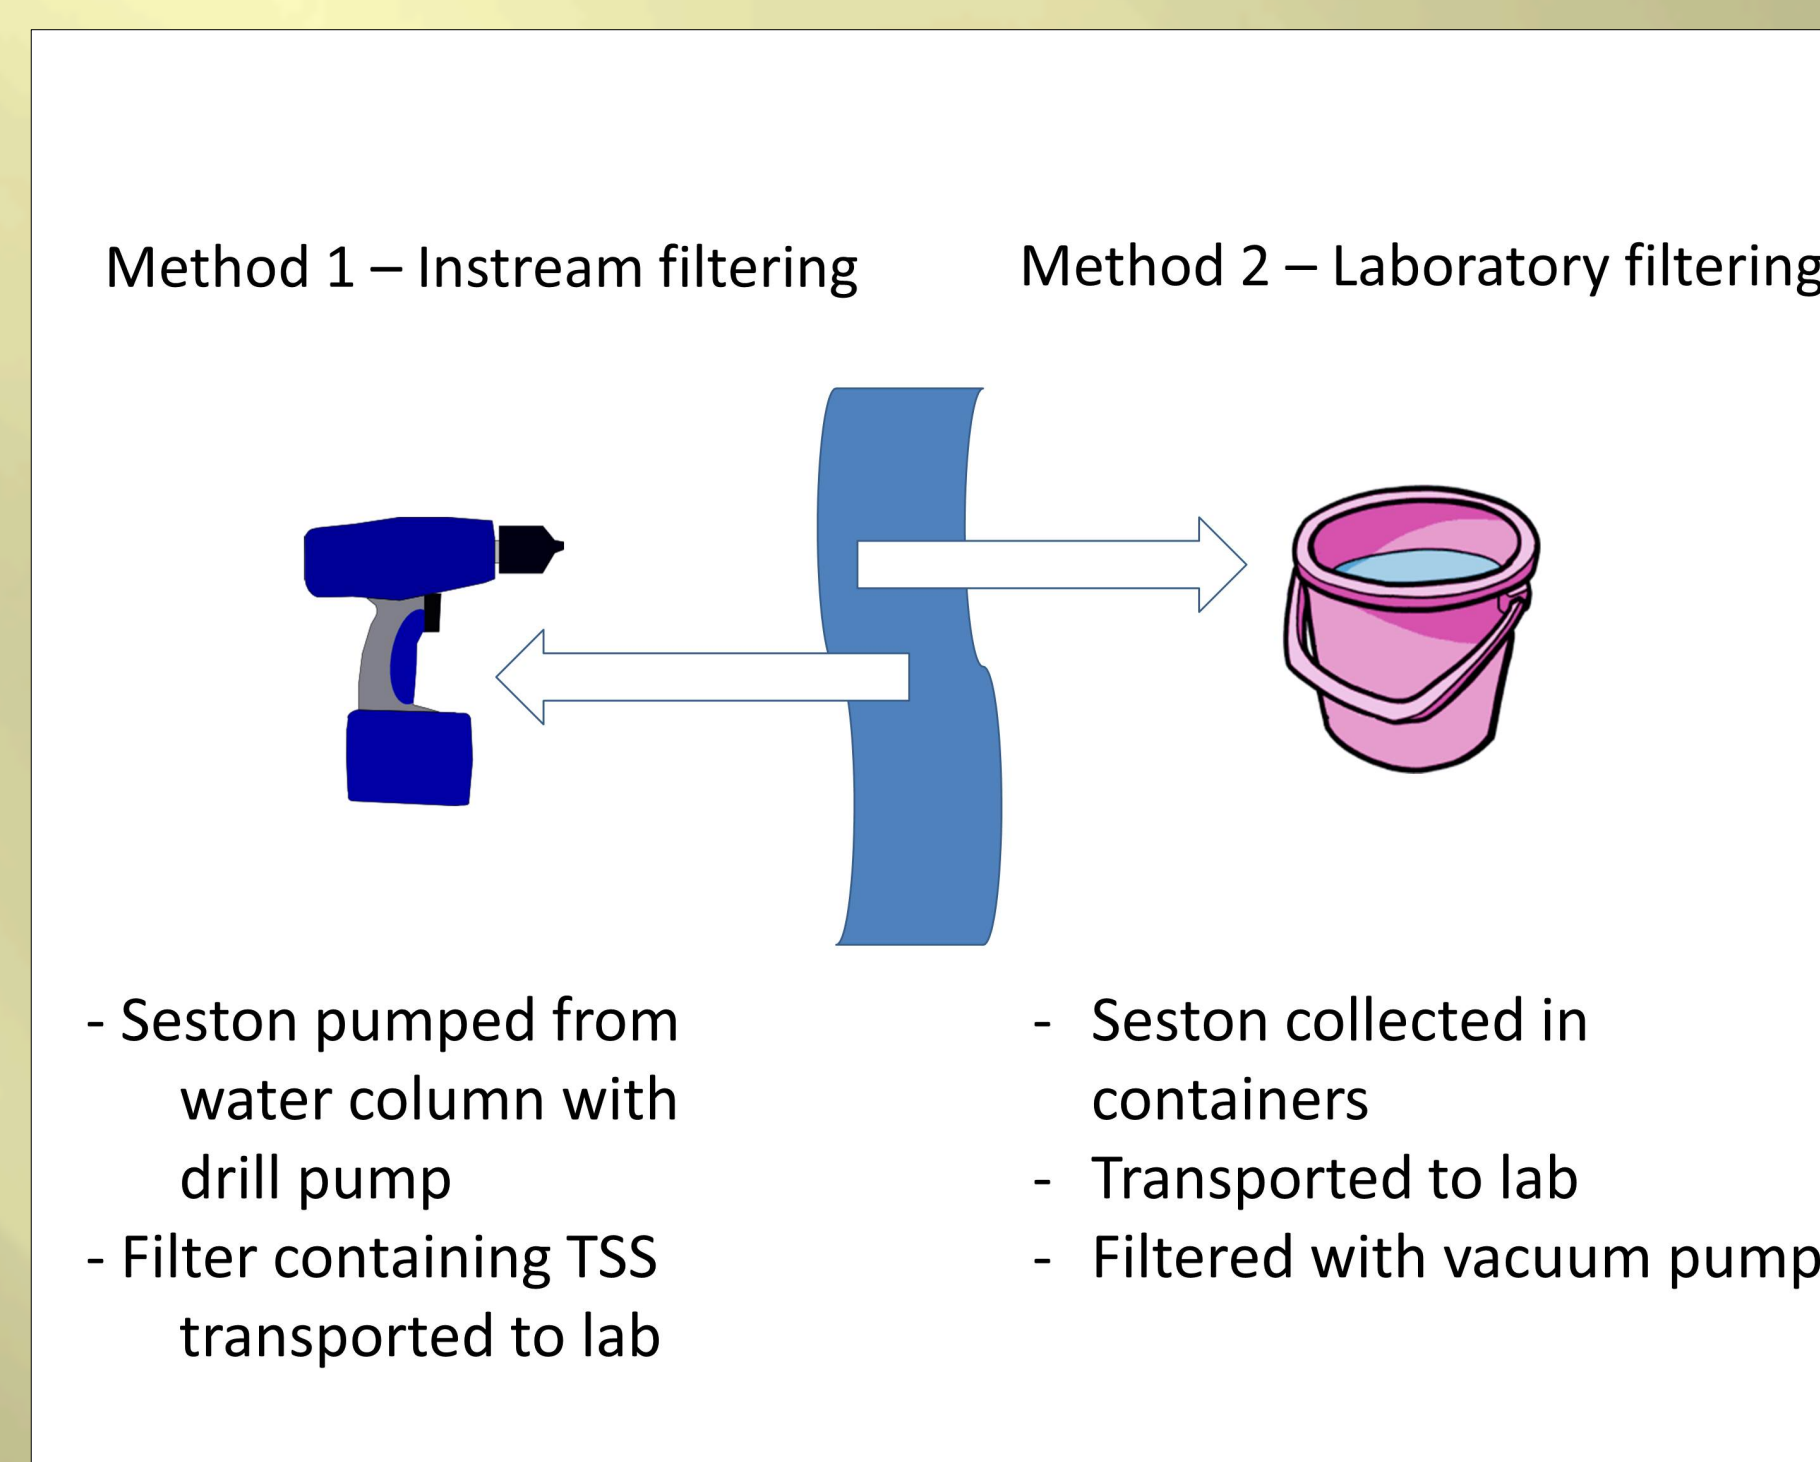 Method 1 – Instream filtering
Method 2 – Laboratory filtering
- Seston pumped from
water column with
drill pump
- Filter containing TSS
transported to lab
- Seston collected in
containers
- Transported to lab
- Filtered with vacuum pump